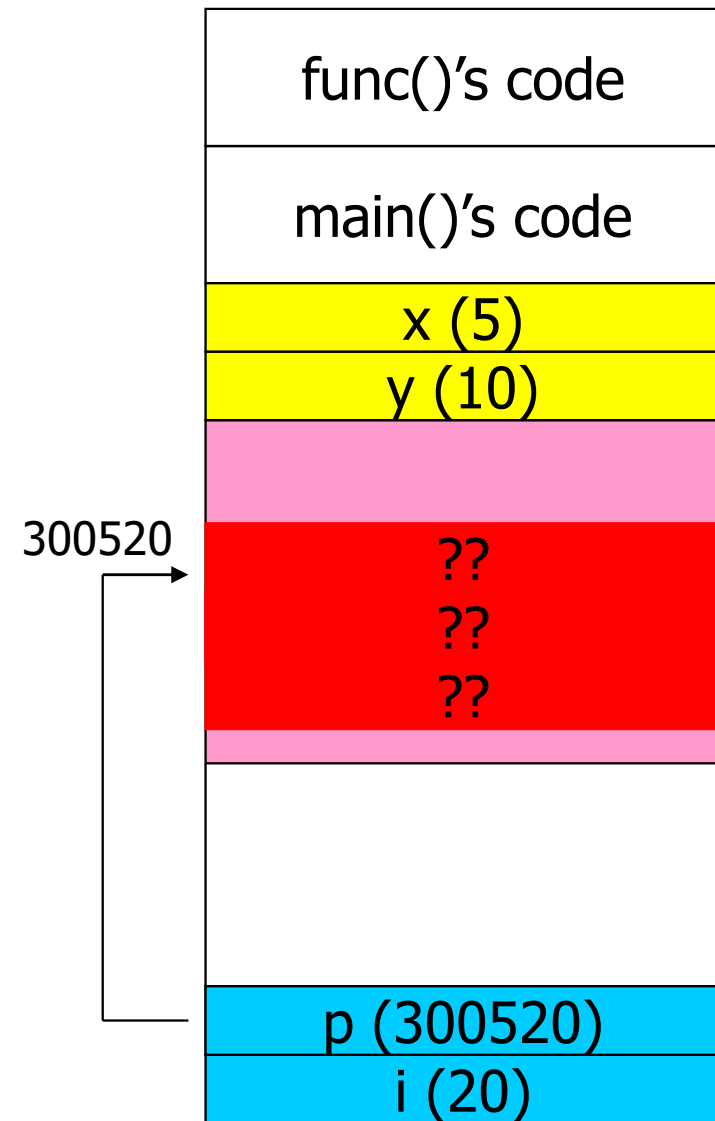 func()’s code
main()’s code
x (5)
y (10)
300520
??
??
??
p (300520)
i (20)